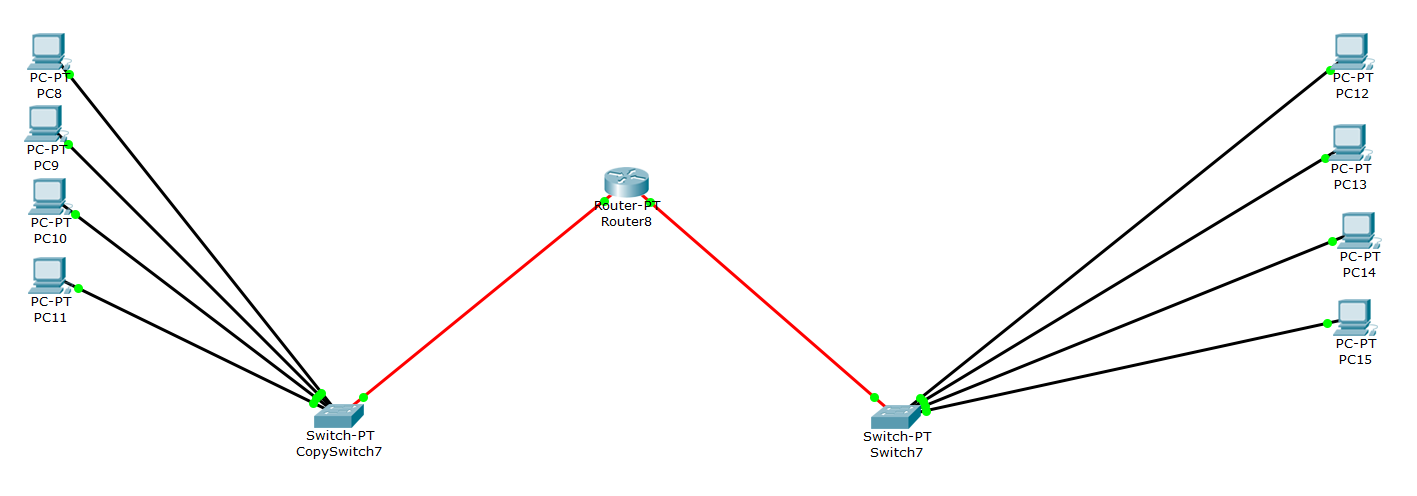 PC-PT
PC8
PC-PT
PC9
PC-PT
PC10
PC-PT
PC11
Router-PT
Router8
Switch-PT
CopySwitch7
Switch-PT
Switch7
PC-PT
PC12
PC-PT
PC13
PC-PT
PC14
PC-PT
PC15